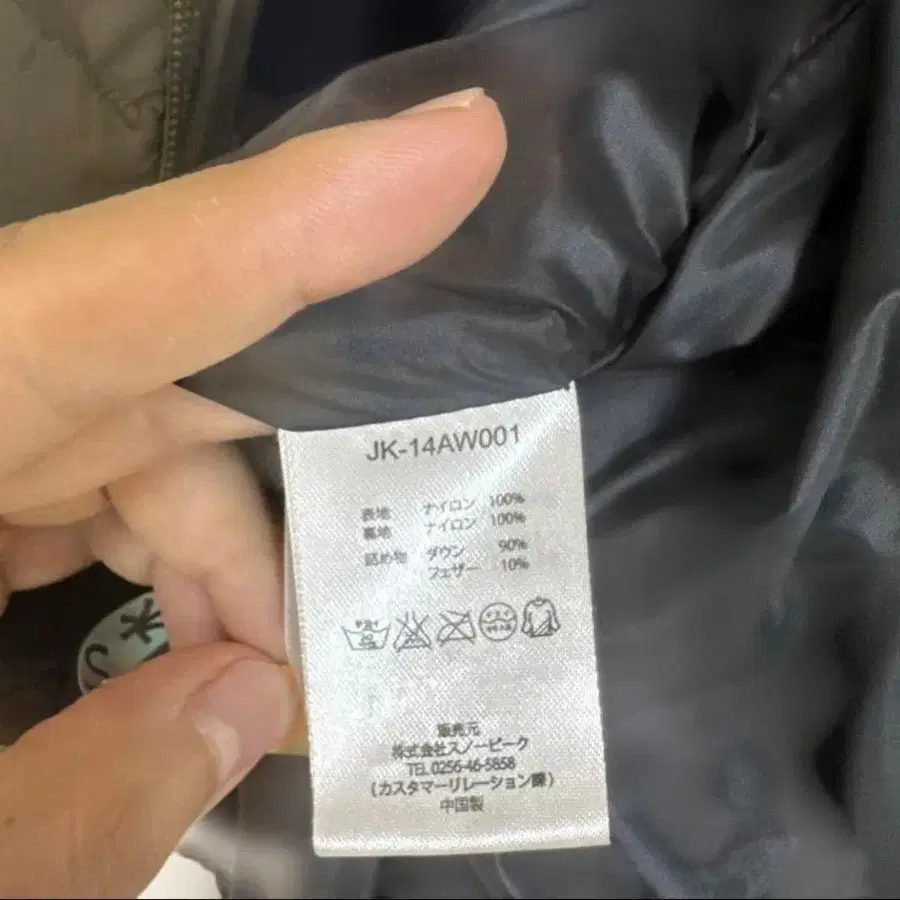 JK-14AW001
表地 ナイロン 100%
裏地 ナイロン 100%
詰め物 ダウン 90%
フェザー 10%
販売元
株式会社スノーピーク
TEL 0256-46-5858
(カスタマーリレーション課)
中国製